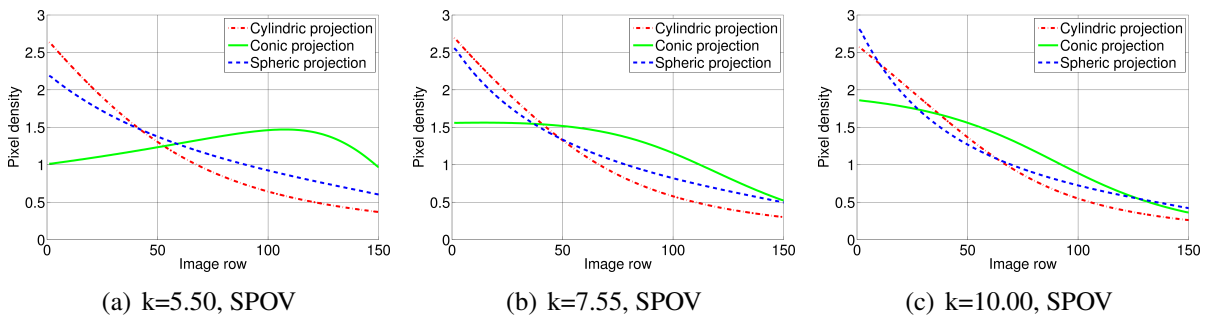 3
2.5
2
1.5
1
0.5
0
0
50
100
150
Pixel density
Image row
Cylindric projection
Conic projection
Spheric projection
(a) k=5.50, SPOV
3
2.5
2
1.5
1
0.5
0
0
50
100
150
Pixel density
Image row
Cylindric projection
Conic projection
Spheric projection
(b) k=7.55, SPOV
3
2.5
2
1.5
1
0.5
0
0
50
100
150
Pixel density
Image row
Cylindric projection
Conic projection
Spheric projection
(c) k=10.00, SPOV